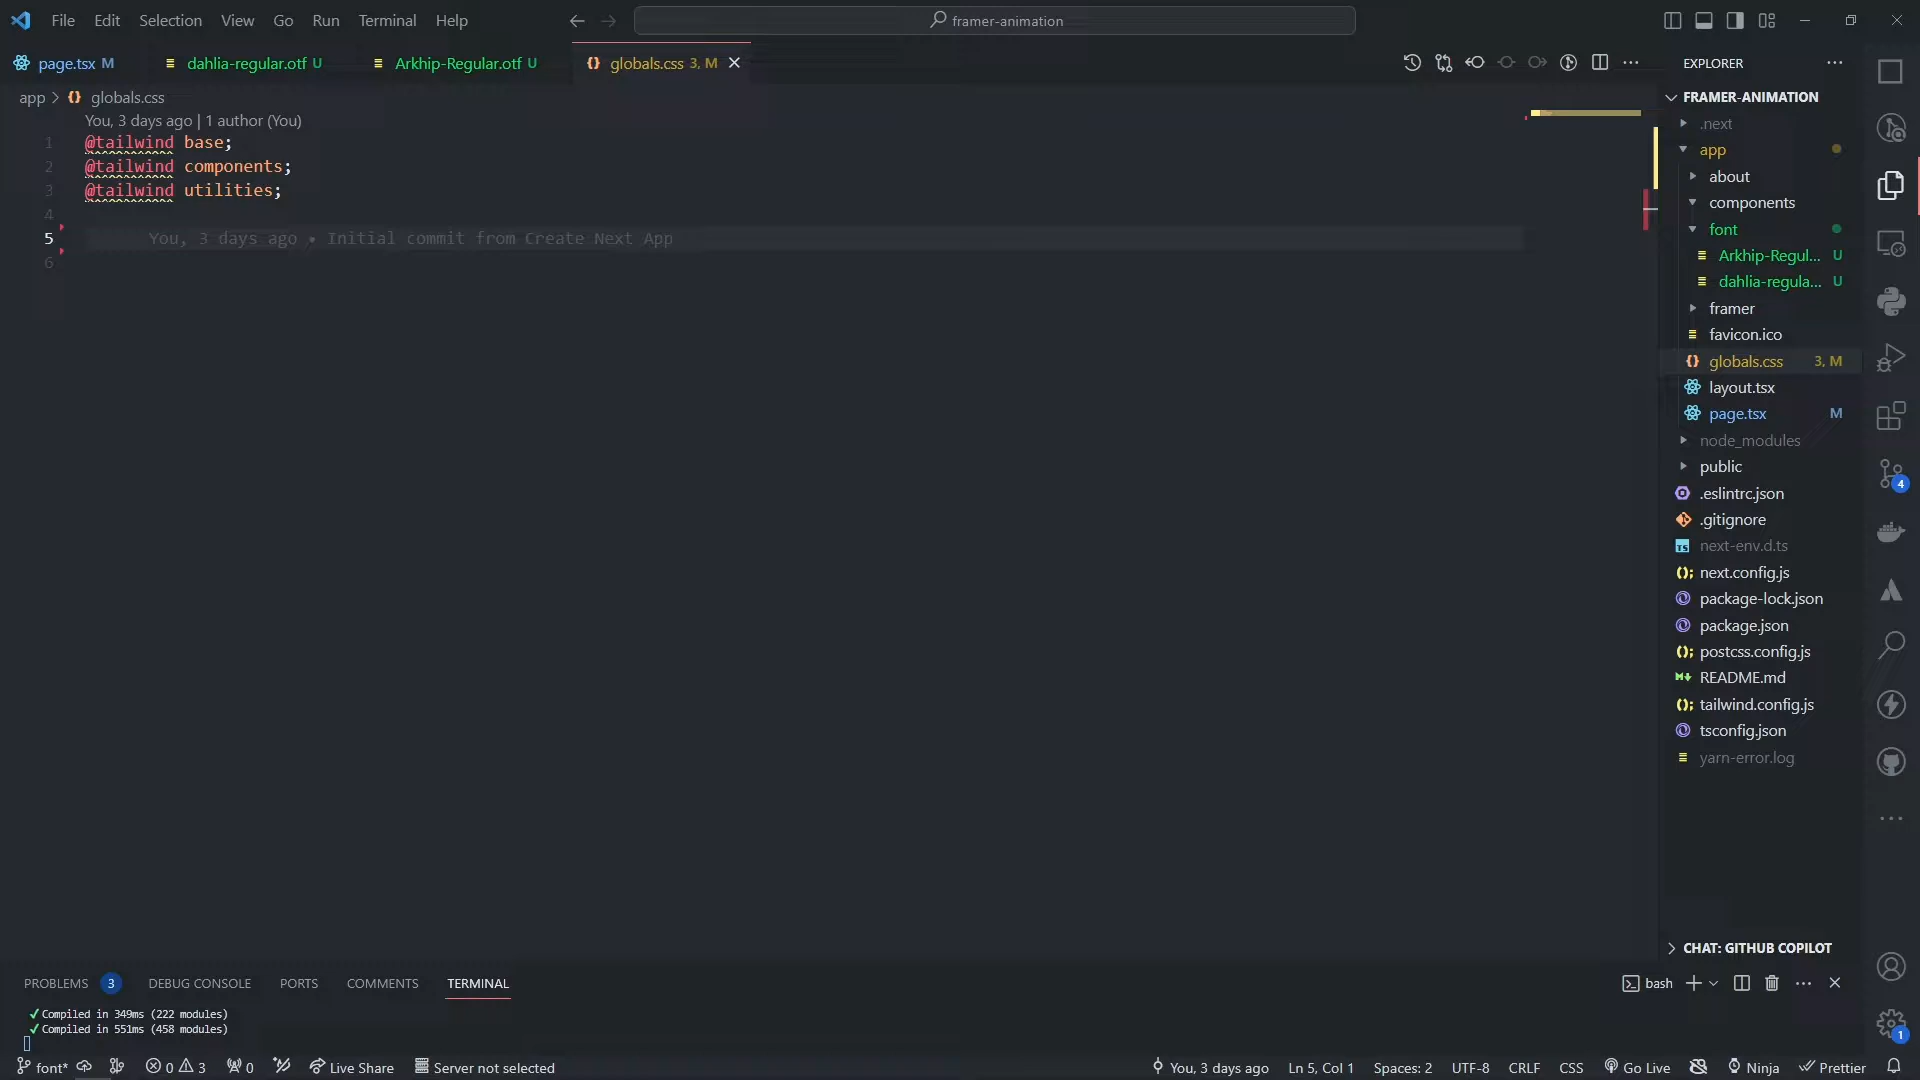 File Edit Selection View Go Run Terminal Help
framer-animation
page.tsx M
dahlia-regular.otf U
Arkhip-Regular.otf U
globals.css 3, M
app > globals.css
You, 3 days ago | 1 author (You)
1 @tailwind base;
2 @tailwind components;
3 @tailwind utilities;
4
5 You, 3 days ago • Initial commit from Create Next App
6
EXPLORER
FRAMER-ANIMATION
.next
app
about
components
font
Arkhip-Regul... U
dahlia-regula... U
framer
favicon.ico
globals.css 3, M
layout.tsx
page.tsx M
node_modules
public
.eslintrc.json
.gitignore
next-env.d.ts
next.config.js
package-lock.json
package.json
postcss.config.js
README.md
tailwind.config.js
tsconfig.json
yarn-error.log
CHAT: GITHUB COPILOT
4
1
PROBLEMS 3 DEBUG CONSOLE PORTS COMMENTS TERMINAL
bash
✓ Compiled in 349ms (222 modules)
✓ Compiled in 551ms (458 modules)
font* 0 3 0 Live Share Server not selected
You, 3 days ago Ln 5, Col 1 Spaces: 2 UTF-8 CRLF CSS Go Live Ninja Prettier